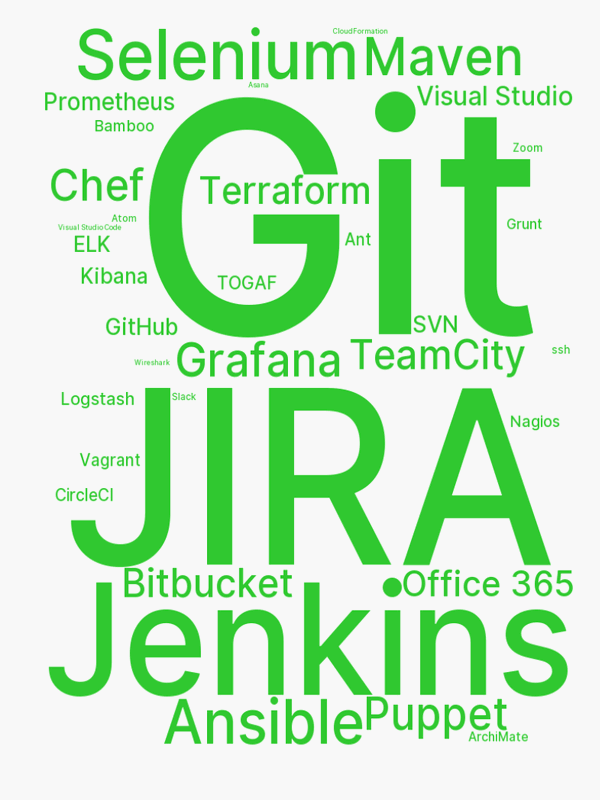 CloudFormation
Selenium
Maven
Asana
Prometheus
Visual Studio
Bamboo
Git
Zoom
Chef
Terraform
Atom
Visual Studio Code
Grunt
ELK
Ant
Kibana
TOGAF
GitHub
SVN
Wireshark
Grafana
TeamCity
ssh
JIRA
Logstash
Slack
Nagios
Vagrant
CircleCI
Bitbucket
Office 365
Jenkins
Ansible
Puppet
ArchiMate